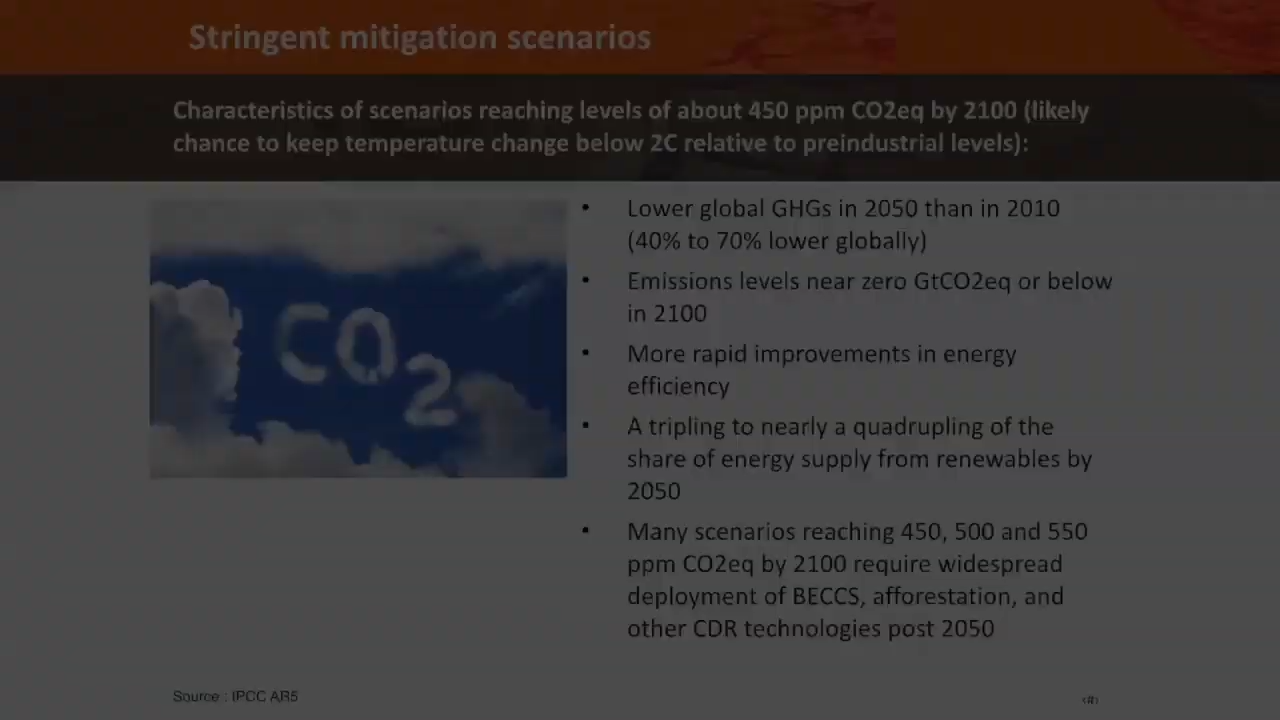 Stringent mitigation scenarios
Characteristics of scenarios reaching levels of about 450 ppm CO2eq by 2100 (likely
chance to keep temperature change below 2C relative to preindustrial levels):
CO2
• Lower global GHGs in 2050 than in 2010
(40% to 70% lower globally)
• Emissions levels near zero GtCO2eq or below
in 2100
• More rapid improvements in energy
efficiency
• A tripling to nearly a quadrupling of the
share of energy supply from renewables by
2050
• Many scenarios reaching 450, 500 and 550
ppm CO2eq by 2100 require widespread
deployment of BECCS, afforestation, and
other CDR technologies post 2050
Source : IPCC AR5
‹#›